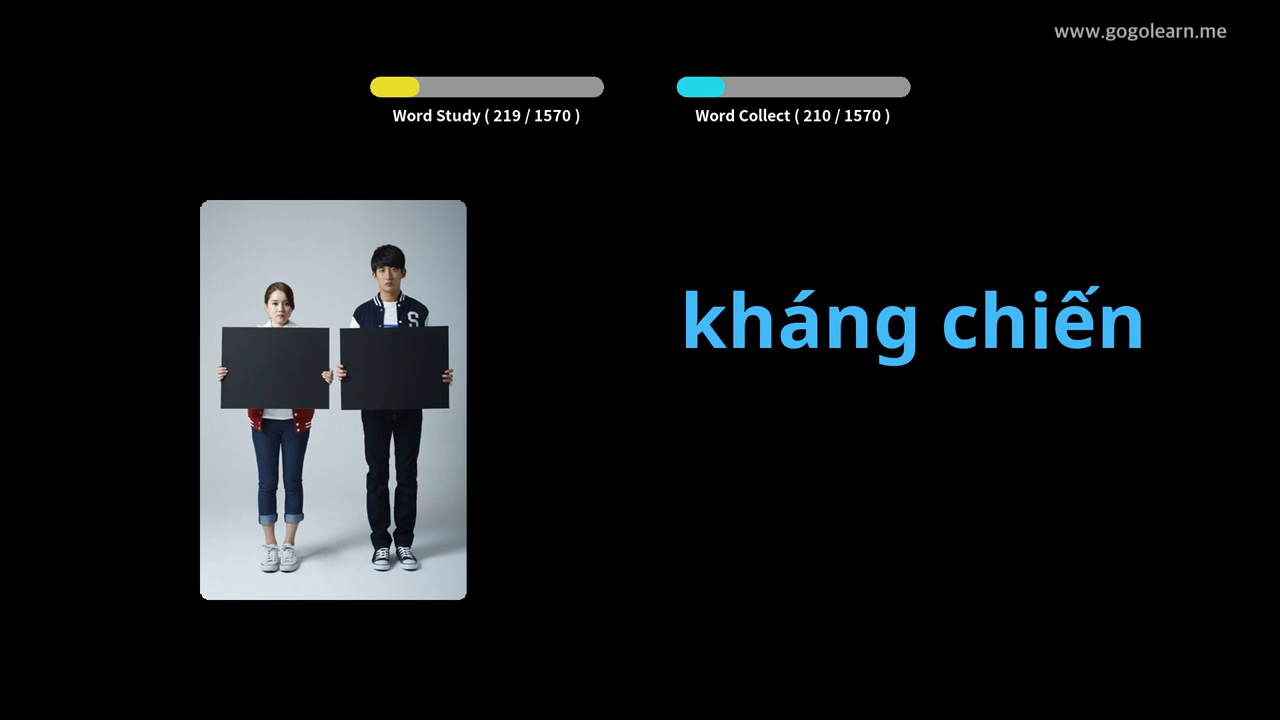 www.gogolearn.me
Word Study ( 219 / 1570 )
Word Collect ( 210 / 1570 )
S
kháng chiến